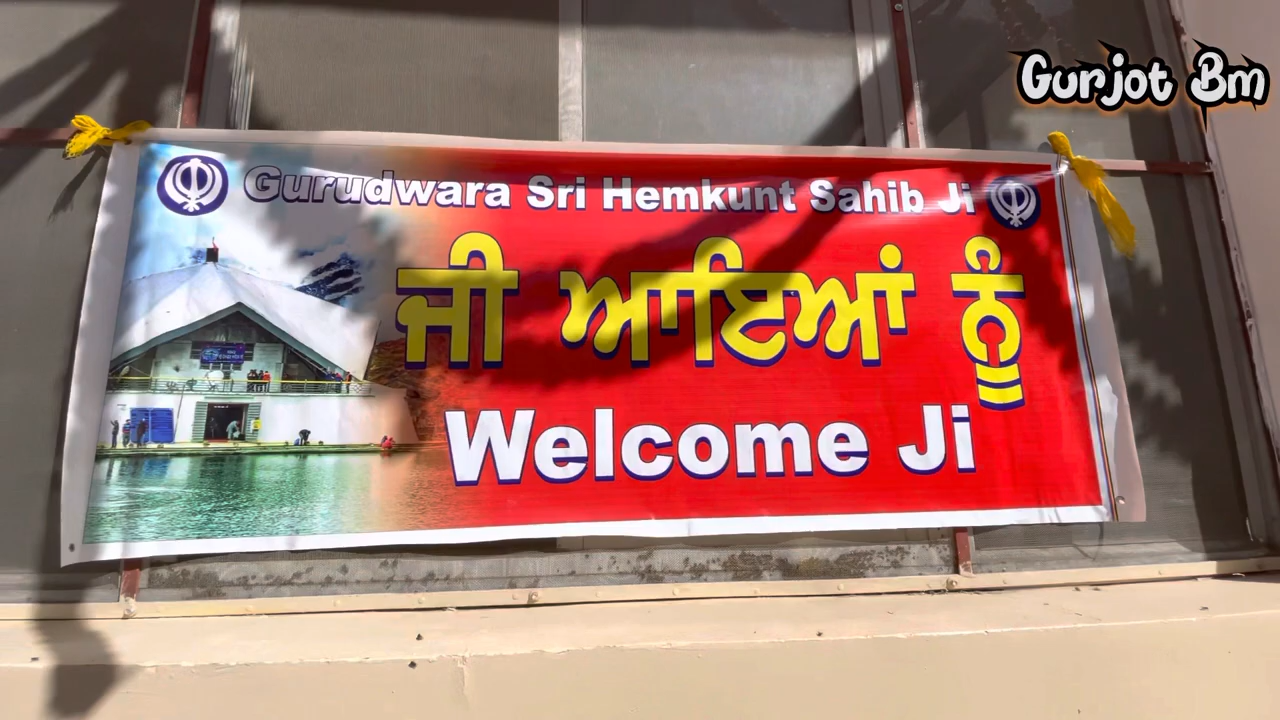 Gurjot Bm
Gurudwara Sri Hemkunt Sahib Ji
ਜੀ ਆਇਆਂ ਨੂੰ
Welcome Ji